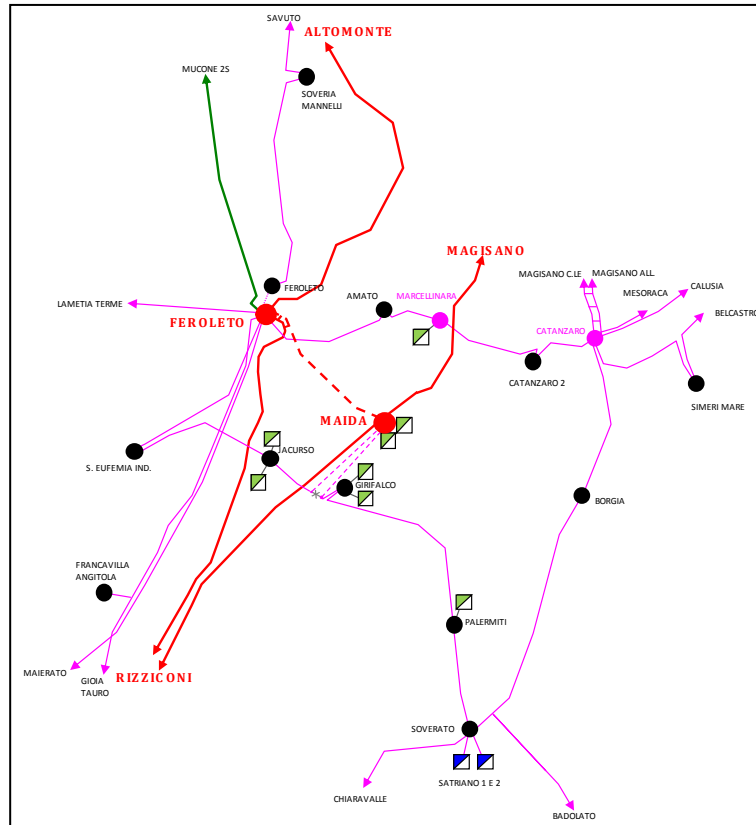 SAVUTO
ALTOMONTE
MUCONE 2S
SOVERIA
MANNELLI
MAGISANO
MAGISANO C.LE
MAGISANO ALL.
CALUSIA
MESORACA
BELCASTRO
FEROLETO
LAMETIA TERME
AMATO
MARCELLINARA
FEROLETO
CATANZARO
CATANZARO 2
SIMERI MARE
MAIDA
S. EUFEMIA IND.
JACURSO
GIRIFALCO
BORGIA
FRANCAVILLA
ANGITOLA
PALERMITI
MAIERATO
GIOIA
TAURO
RIZZICONI
SOVERATO
SATRIANO 1 E 2
CHIARAVALLE
BADOLATO